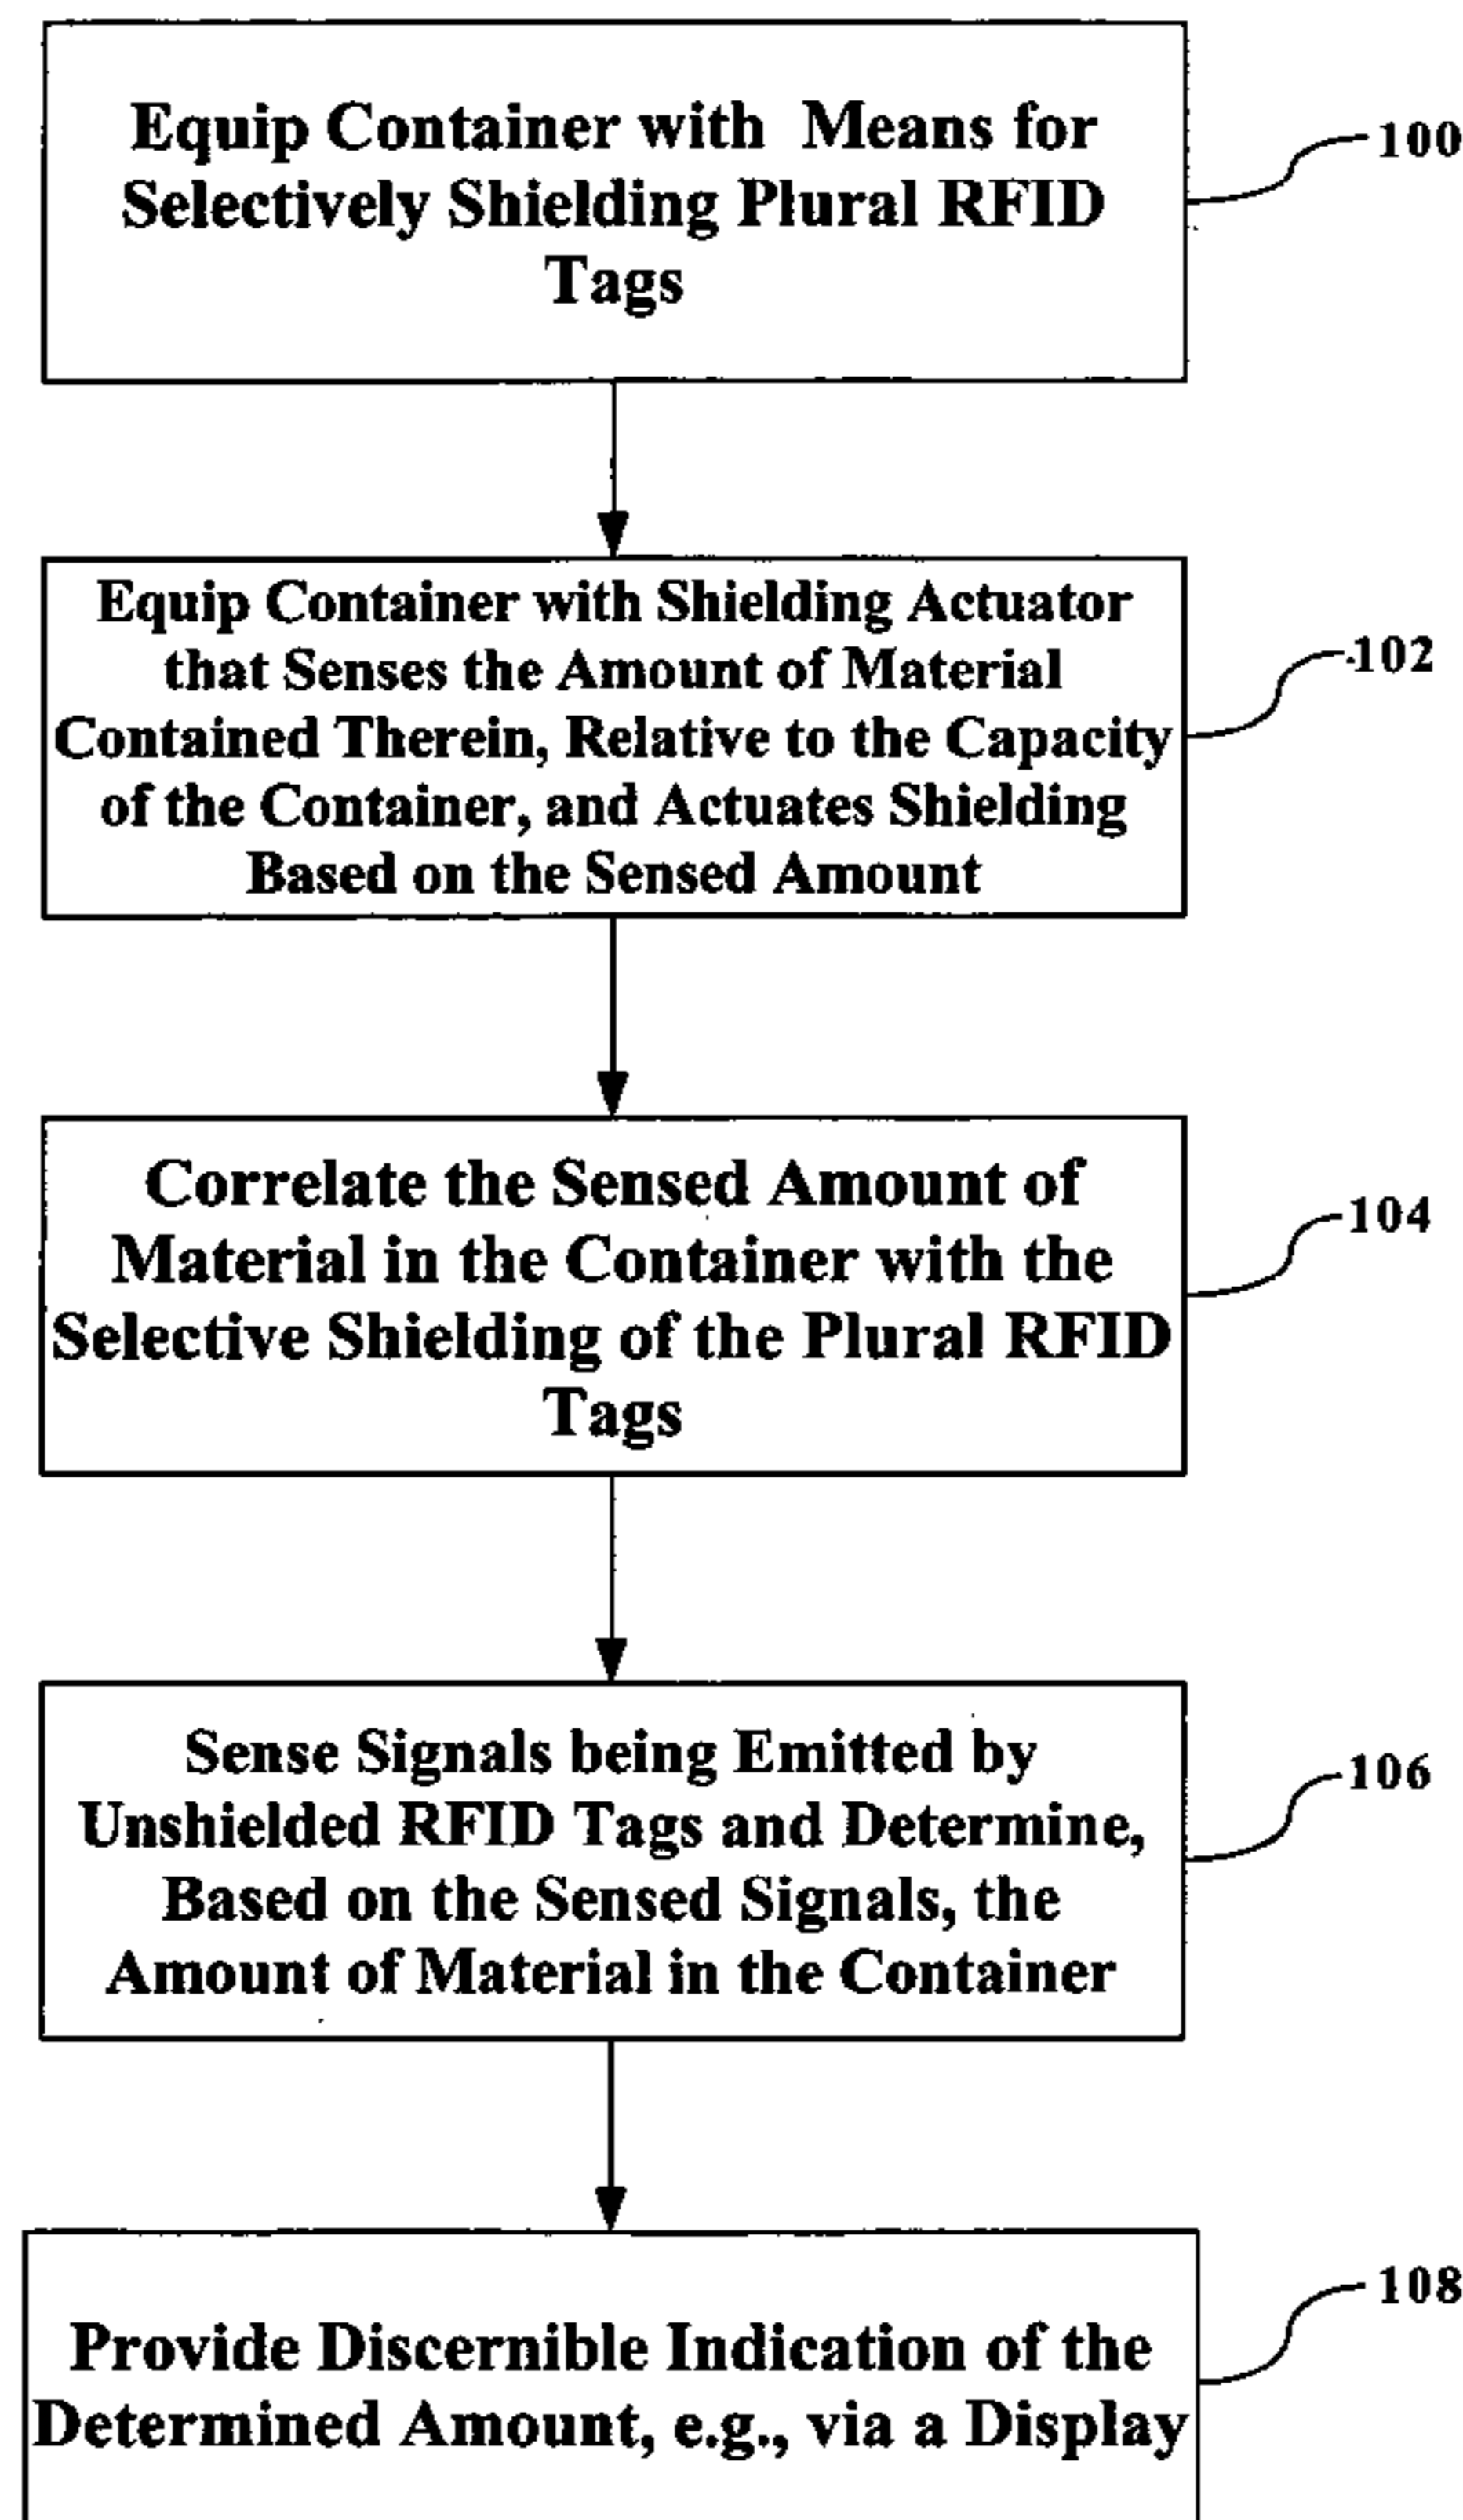 Equip Container with Means for
Selectively Shielding Plural RFID
Tags
100
Equip Container with Shielding Actuator
that Senses the Amount of Material
Contained Therein, Relative to the Capacity
of the Container, and Actuates Shielding
Based on the Sensed Amount
102
Correlate the Sensed Amount of
Material in the Container with the
Selective Shielding of the Plural RFID
Tags
104
Sense Signals being Emitted by
Unshielded RFID Tags and Determine,
Based on the Sensed Signals, the
Amount of Material in the Container
106
Provide Discernible Indication of the
Determined Amount, e.g., via a Display
108